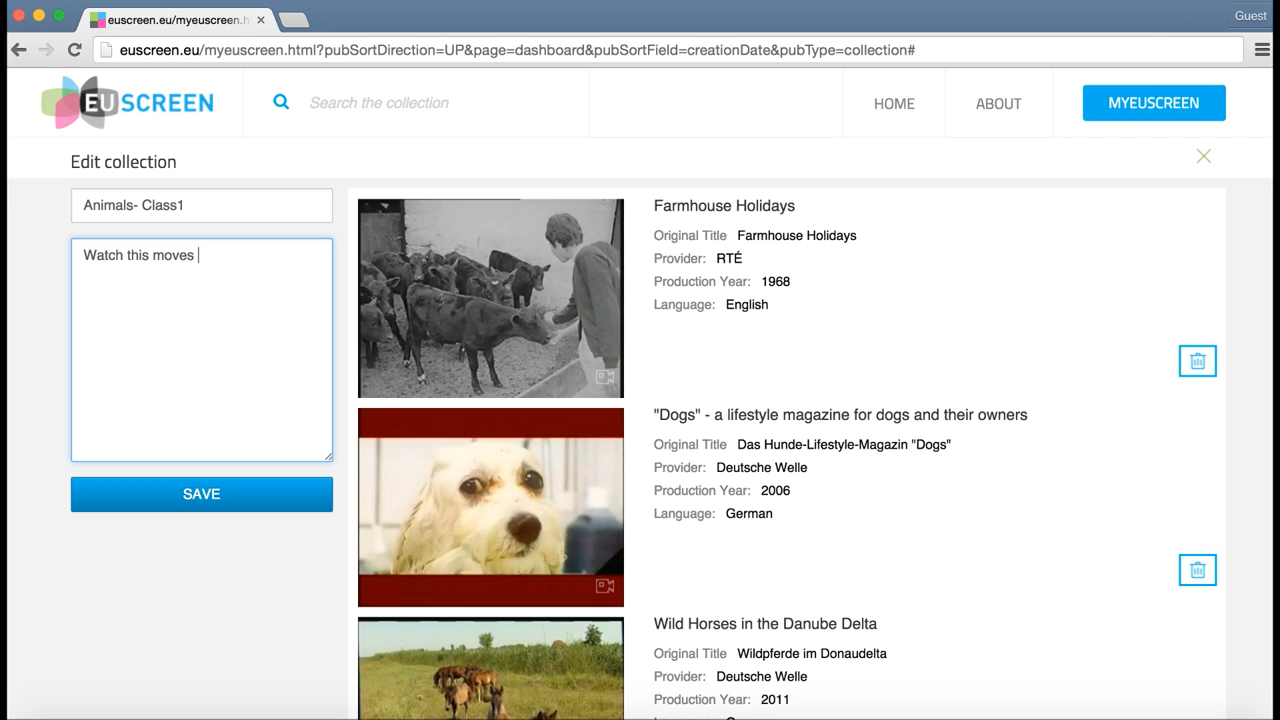 euscreen.eu/myeuscreen.h
Guest
euscreen.eu/myeuscreen.html?pubSortDirection=UP&page=dashboard&pubSortField=creationDate&pubType=collection#
EUSCREEN
Search the collection
HOME
ABOUT
MYEUSCREEN
Edit collection
Animals- Class1
Watch this moves
SAVE
Farmhouse Holidays
Original Title Farmhouse Holidays
Provider: RTÉ
Production Year: 1968
Language: English
"Dogs" - a lifestyle magazine for dogs and their owners
Original Title Das Hunde-Lifestyle-Magazin "Dogs"
Provider: Deutsche Welle
Production Year: 2006
Language: German
Wild Horses in the Danube Delta
Original Title Wildpferde im Donaudelta
Provider: Deutsche Welle
Production Year: 2011